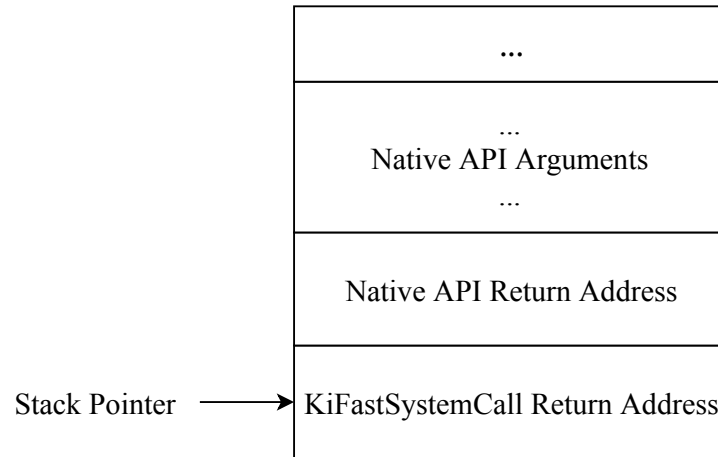 ...
...
Native API Arguments
...
Native API Return Address
Stack Pointer
KiFastSystemCall Return Address